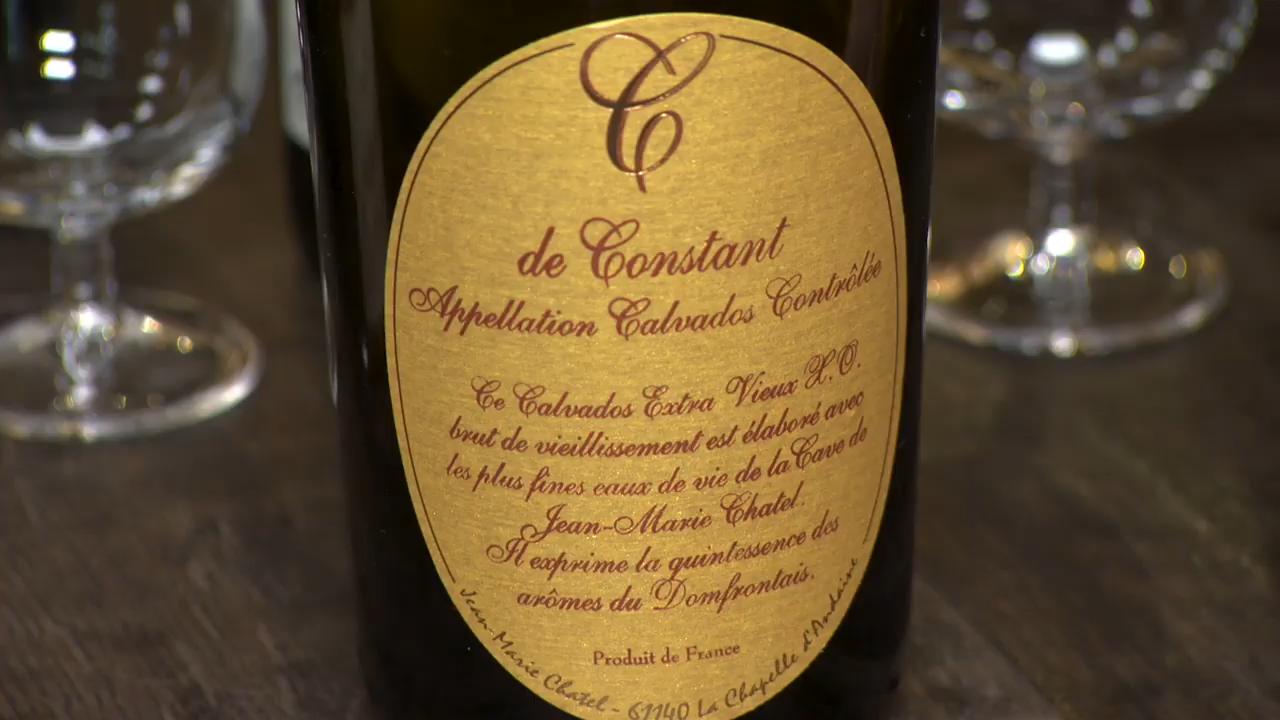 C
de Constant
Appellation Calvados Contrôlée
Ce Calvados Extra Vieux X.O.
brut de vieillissement est élaboré avec
les plus fines eaux de vie de la Cave de
Jean-Marie Chatel.
Il exprime la quintessence des
arômes du Domfrontais.
Produit de France
Jean-Marie Chatel - 61140 La Chapelle d'Andaine